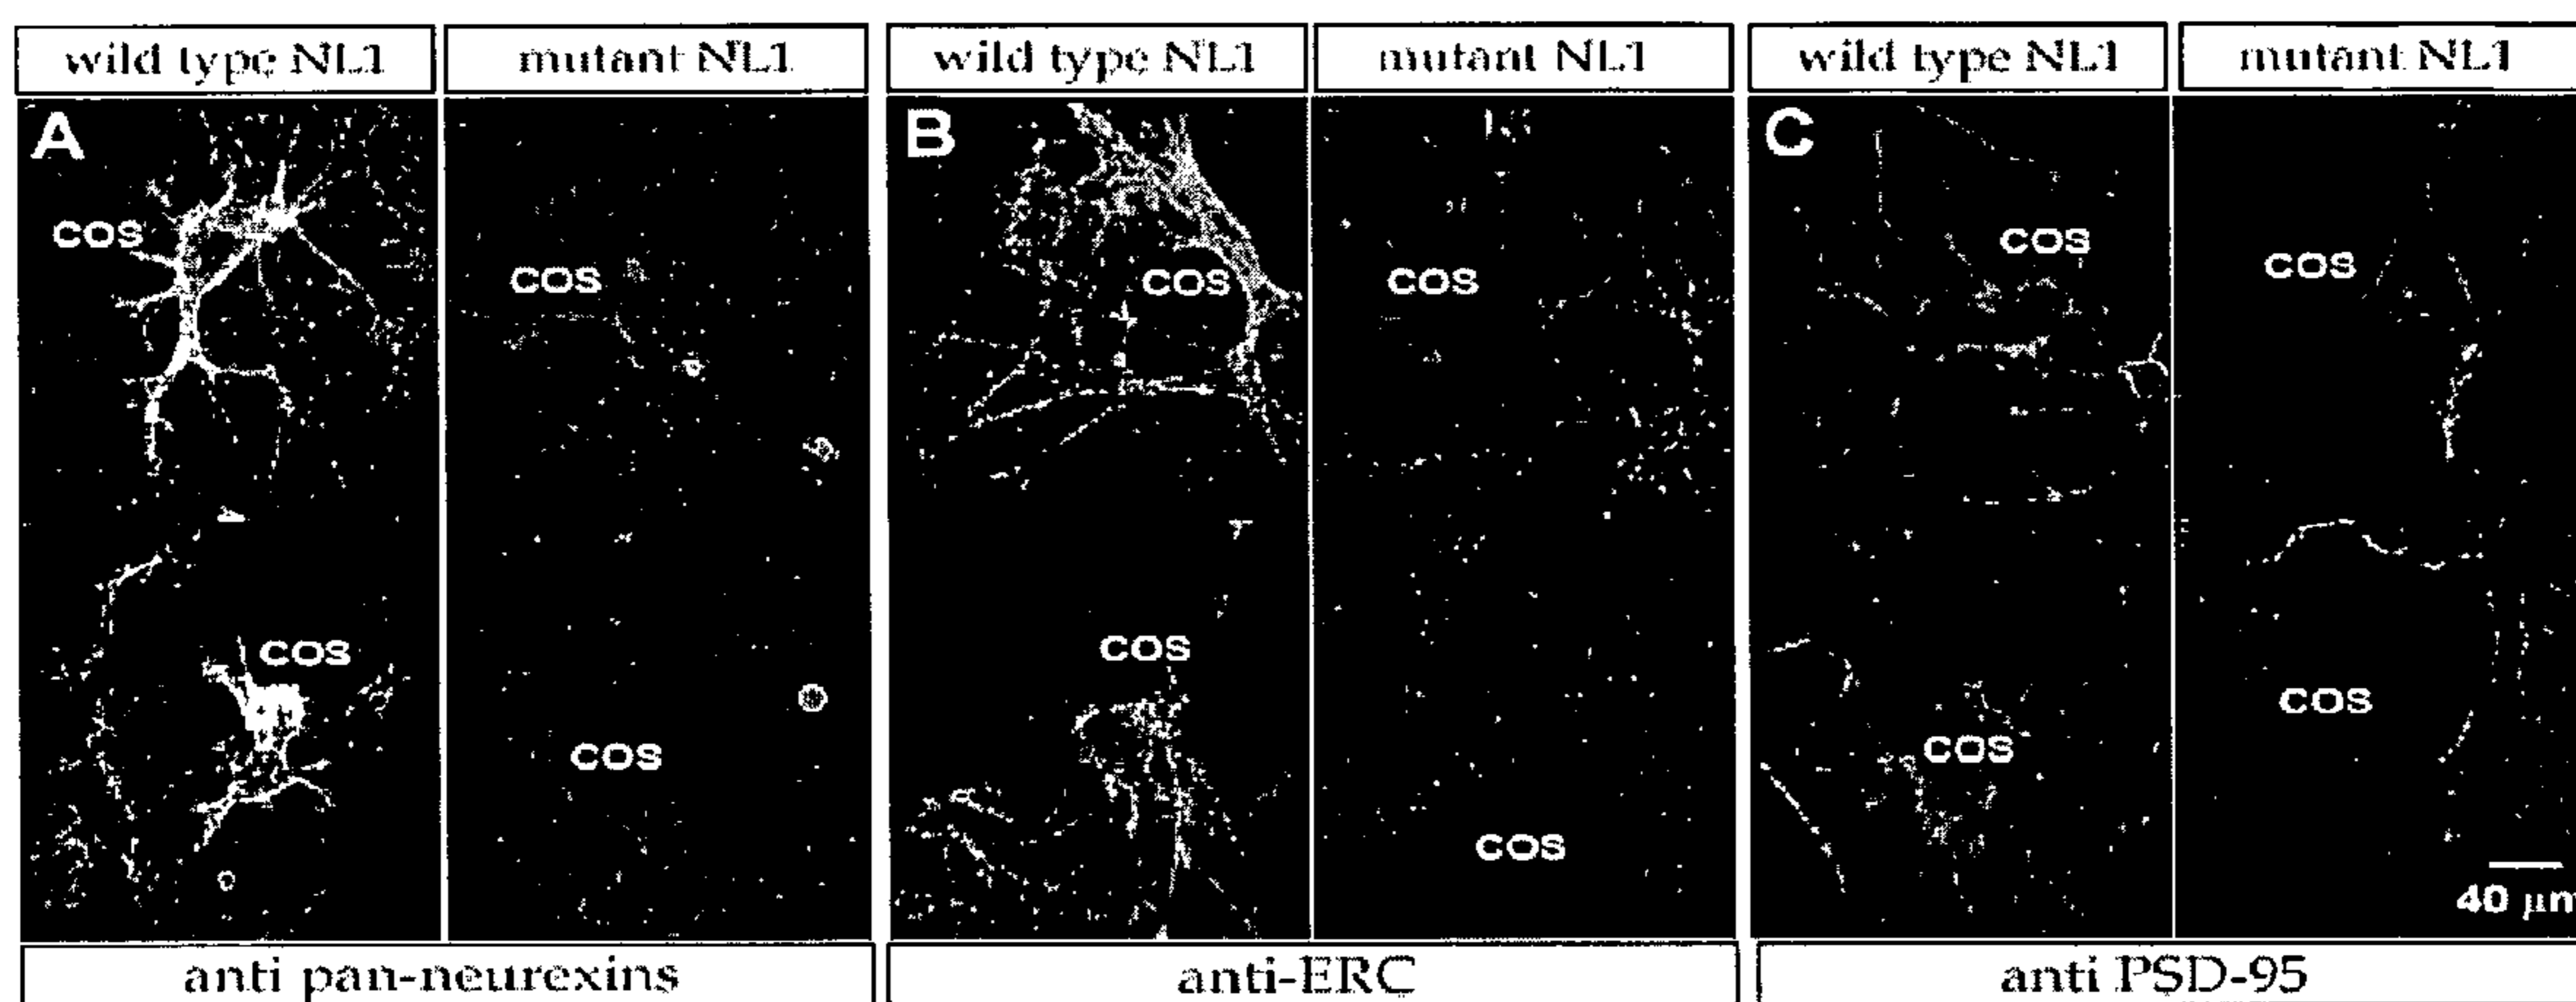 wild type NL1 mutant NL1 wild type NL1 mutant NL1 wild type NL1 mutant NL1
A B C
COS COS COS COS COS COS
COS COS COS COS COS COS
40 μm
anti pan-neurexins anti-ERC anti PSD-95